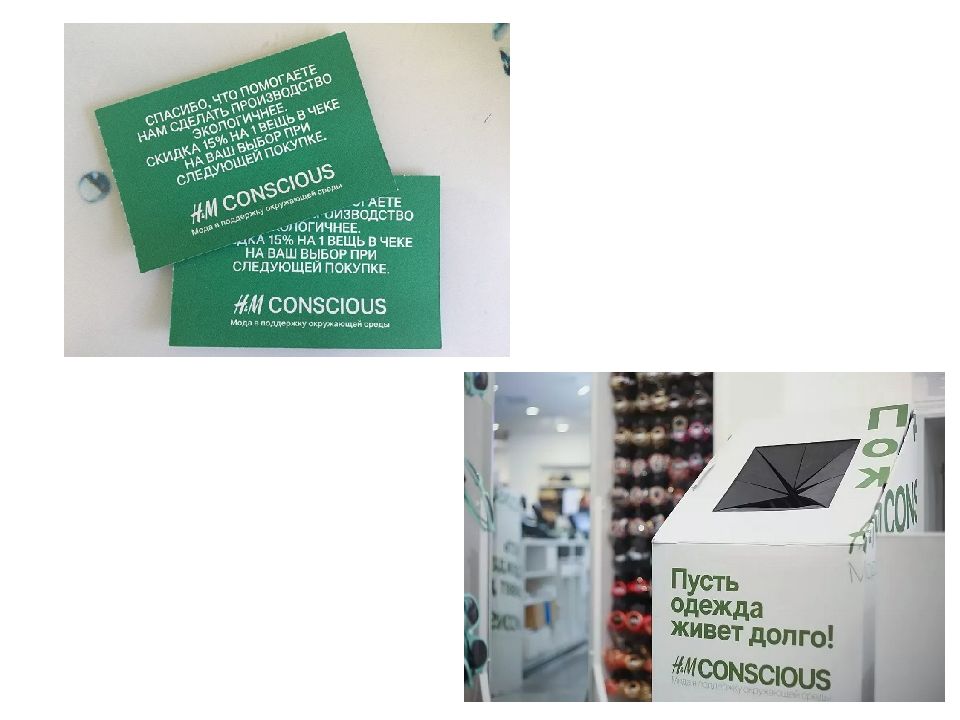 СПАСИБО, ЧТО ПОМОГАЕТЕ
НАМ СДЕЛАТЬ ПРОИЗВОДСТВО
ЭКОЛОГИЧНЕЕ.
СКИДКА 15% НА 1 ВЕЩЬ В ЧЕКЕ
НА ВАШ ВЫБОР ПРИ
СЛЕДУЮЩЕЙ ПОКУПКЕ.
H&M CONSCIOUS
Мода в поддержку окружающей среды
15% НА 1 ВЕЩЬ В ЧЕКЕ
НА ВАШ ВЫБОР ПРИ
СЛЕДУЮЩЕЙ ПОКУПКЕ.
H&M CONSCIOUS
Мода в поддержку окружающей среды
Пусть
одежда
живет долго!
H&M CONSCIOUS
Мода в поддержку окружающей среды